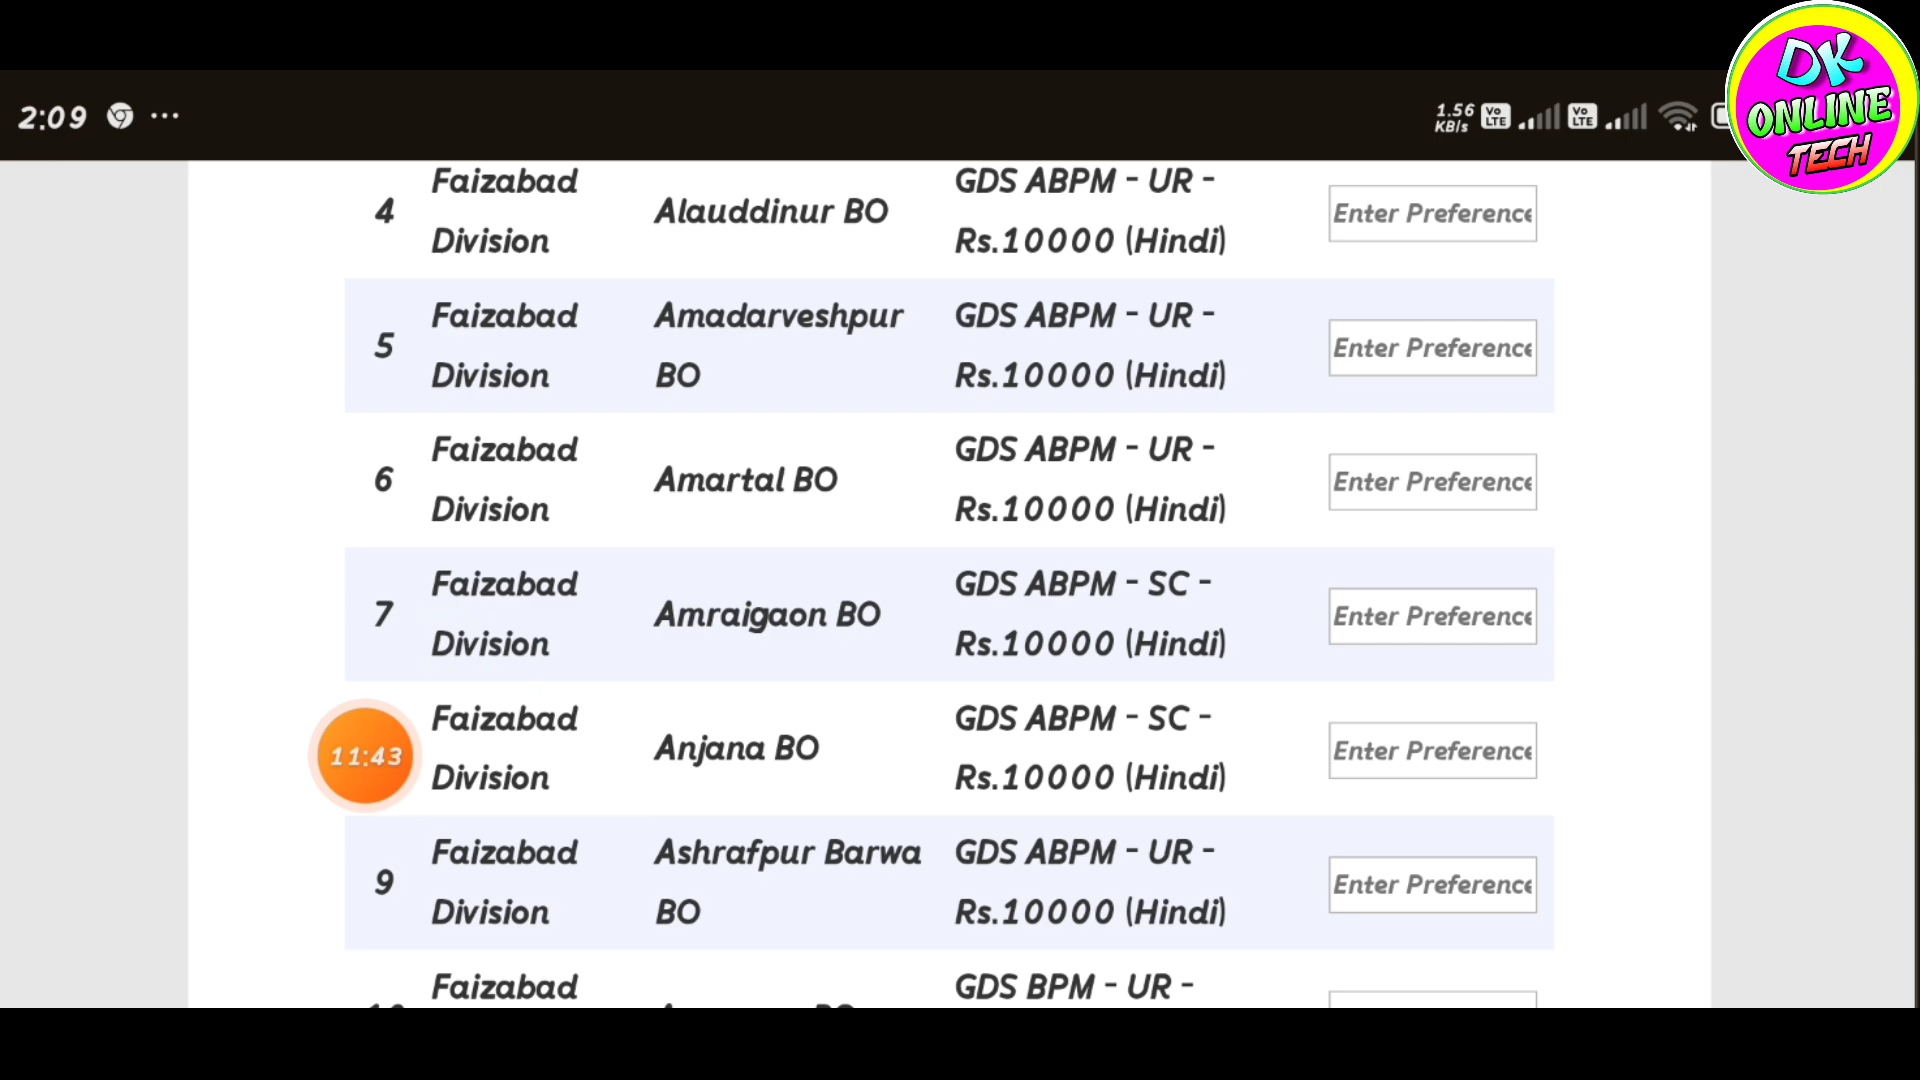 2:09
1.56
KB/s
Vo
LTE
Vo
LTE
DK
ONLINE
TECH
4
Faizabad
Division
Alauddinur BO
GDS ABPM - UR -
Rs.10000 (Hindi)
Enter Preference
5
Faizabad
Division
Amadarveshpur
BO
GDS ABPM - UR -
Rs.10000 (Hindi)
Enter Preference
6
Faizabad
Division
Amartal BO
GDS ABPM - UR -
Rs.10000 (Hindi)
Enter Preference
7
Faizabad
Division
Amraigaon BO
GDS ABPM - SC -
Rs.10000 (Hindi)
Enter Preference
11:43
Faizabad
Division
Anjana BO
GDS ABPM - SC -
Rs.10000 (Hindi)
Enter Preference
9
Faizabad
Division
Ashrafpur Barwa
BO
GDS ABPM - UR -
Rs.10000 (Hindi)
Enter Preference
Faizabad
GDS BPM - UR -